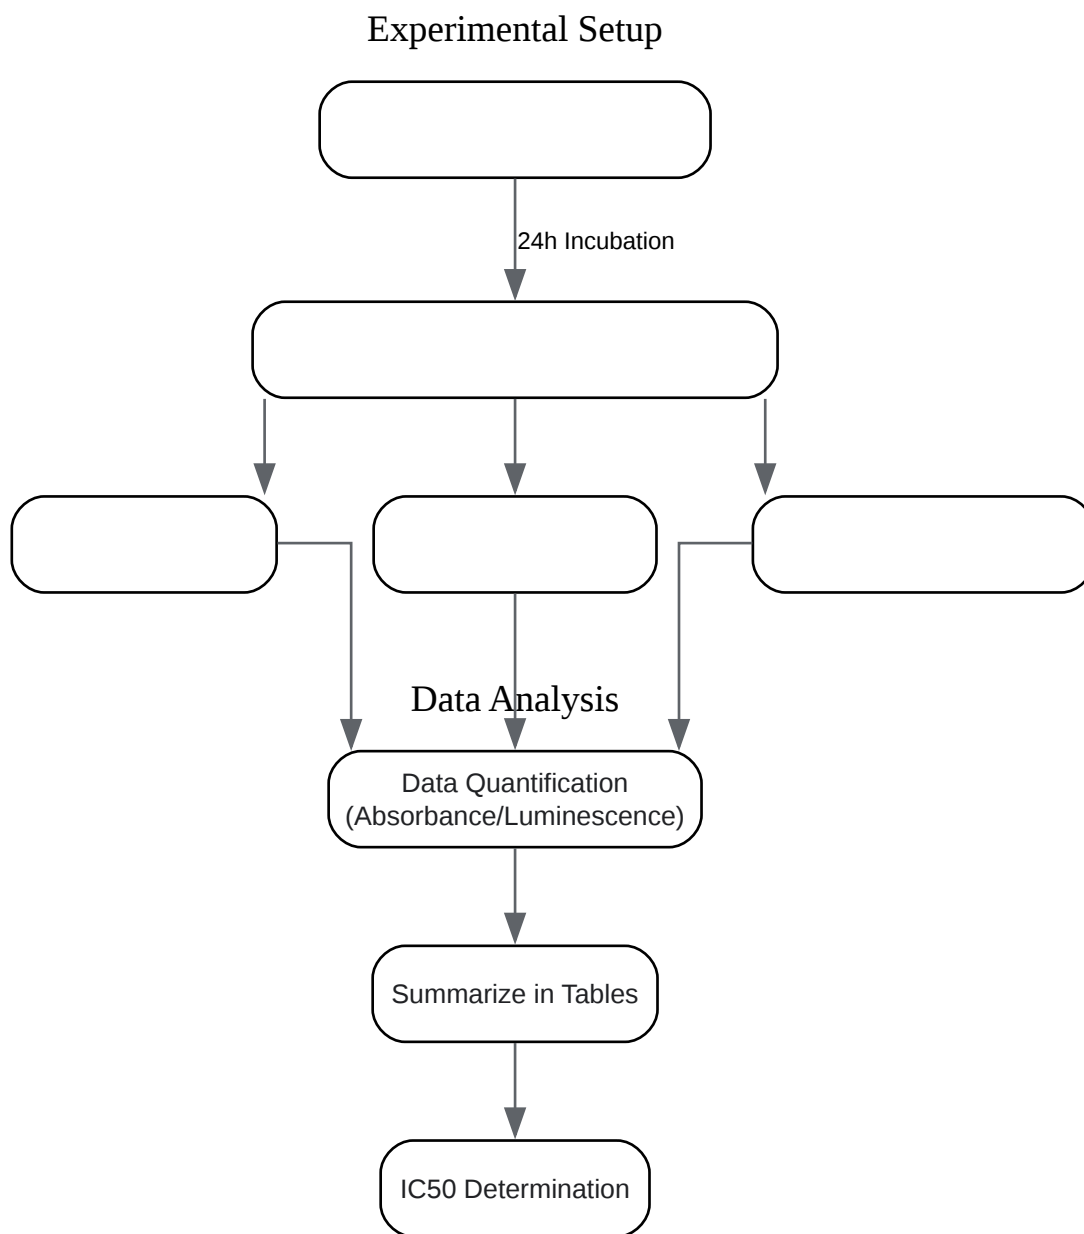 Experimental Setup
24h Incubation
Data Analysis
Data Quantification
(Absorbance/Luminescence)
Summarize in Tables
IC50 Determination